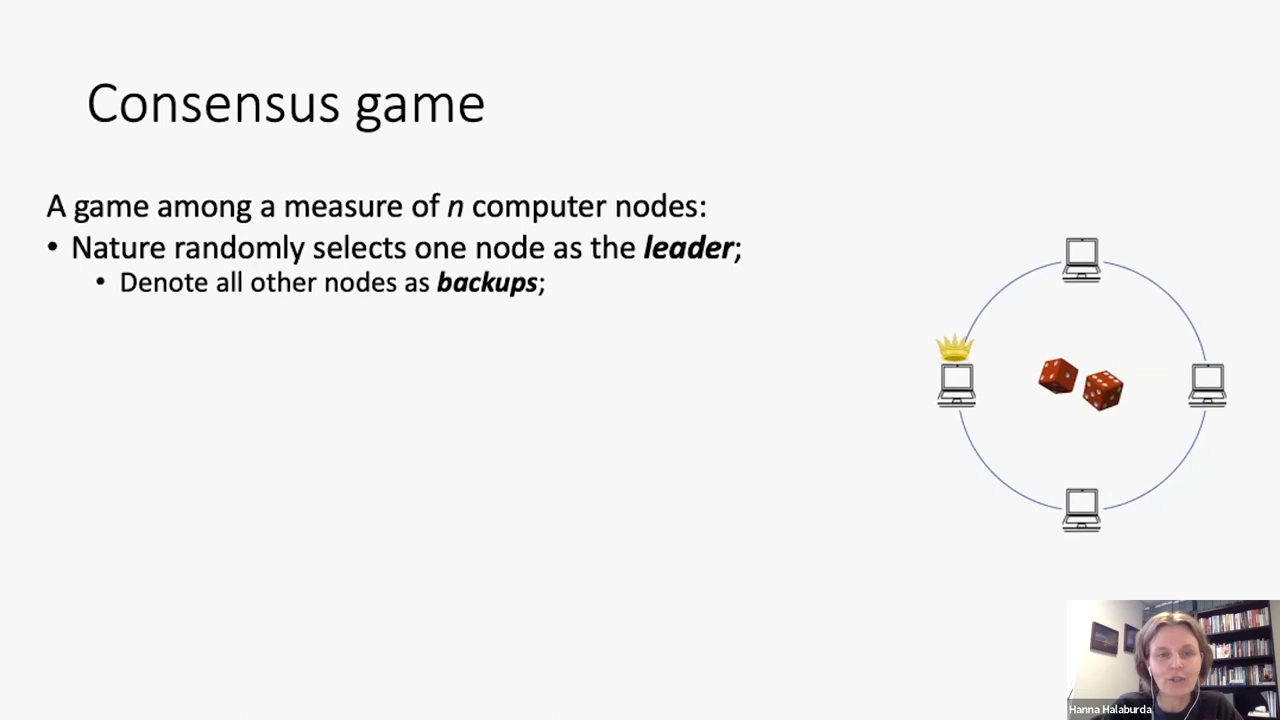 Consensus game
A game among a measure of n computer nodes:
• Nature randomly selects one node as the leader;
• Denote all other nodes as backups;
Hanna Halaburda